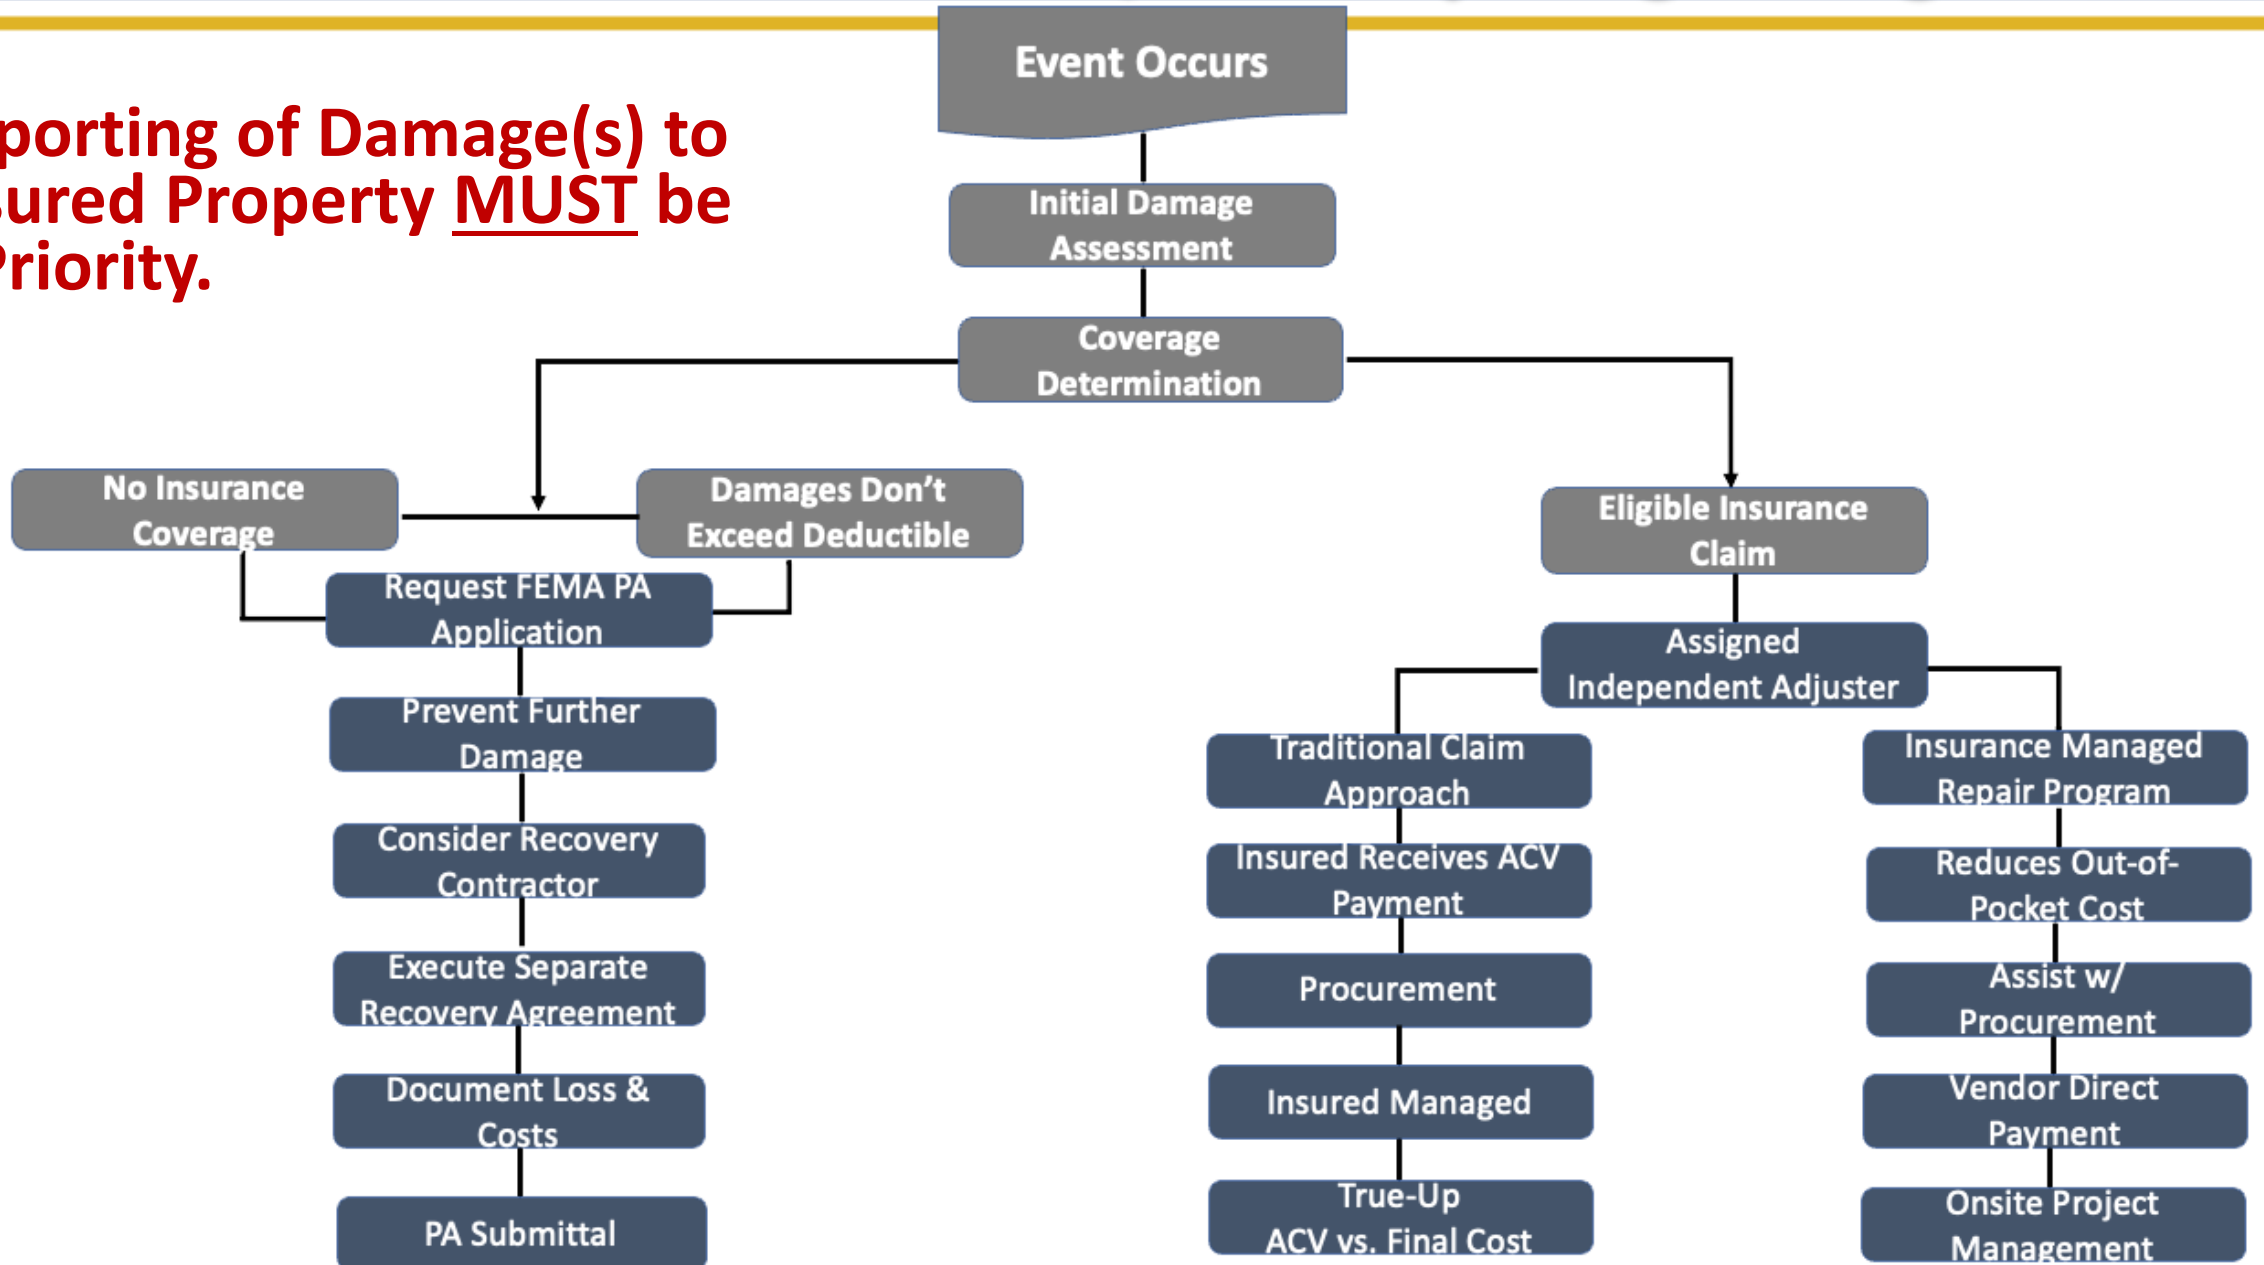 Event Occurs
porting of Damage(s) to
sured Property MUST be
Priority.
Initial Damage
Assessment
Coverage
Determination
No Insurance
Coverage
Damages Don’t
Exceed Deductible
Request FEMA PA
Application
Prevent Further
Damage
Consider Recovery
Contractor
Execute Separate
Recovery Agreement
Document Loss &
Costs
PA Submittal
Eligible Insurance
Claim
Assigned
Independent Adjuster
Traditional Claim
Approach
Insured Receives ACV
Payment
Procurement
Insured Managed
True-Up
ACV vs. Final Cost
Insurance Managed
Repair Program
Reduces Out-of-
Pocket Cost
Assist w/
Procurement
Vendor Direct
Payment
Onsite Project
Management